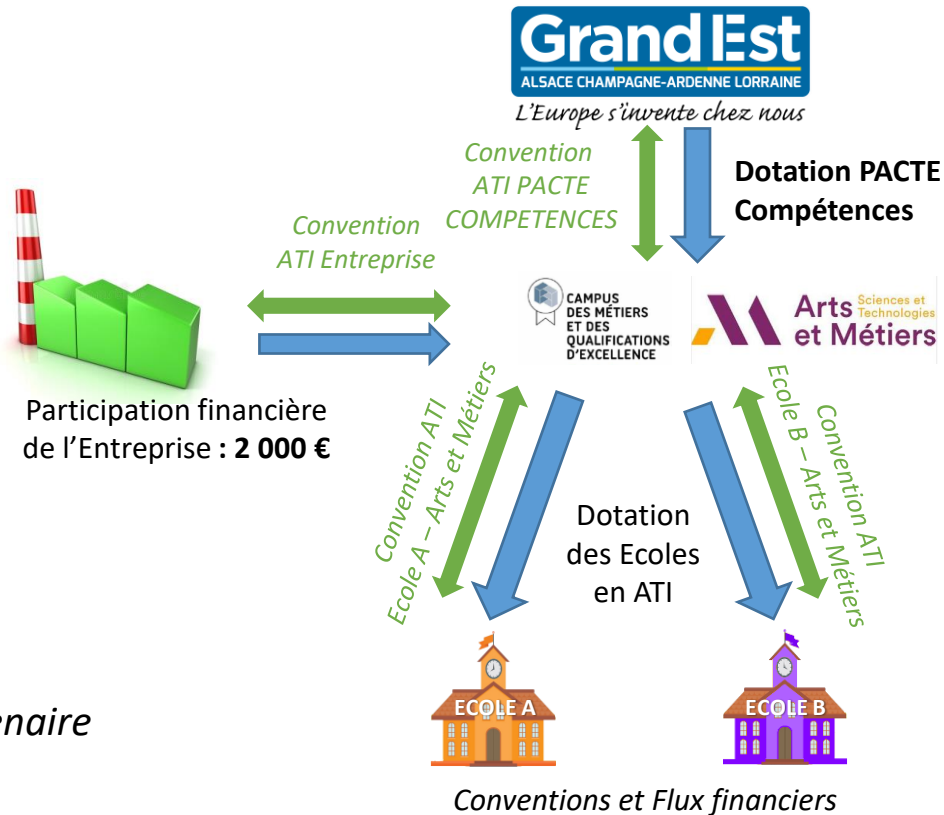 Grand Est
ALSACE CHAMPAGNE-ARDENNE LORRAINE
L'Europe s'invente chez nous
Convention
ATI PACTE
COMPETENCES
Dotation PACTE
Compétences
Convention
ATI Entreprise
CAMPUS
DES MÉTIERS
ET DES
QUALIFICATIONS
D'EXCELLENCE
Arts Sciences et
Technologies
et Métiers
Participation financière
de l'Entreprise : 2 000 €
Convention ATI
Ecole A – Arts et Métiers
Convention ATI
Ecole B – Arts et Métiers
Dotation
des Ecoles
en ATI
ECOLE A
ECOLE B
enaire
Conventions et Flux financiers